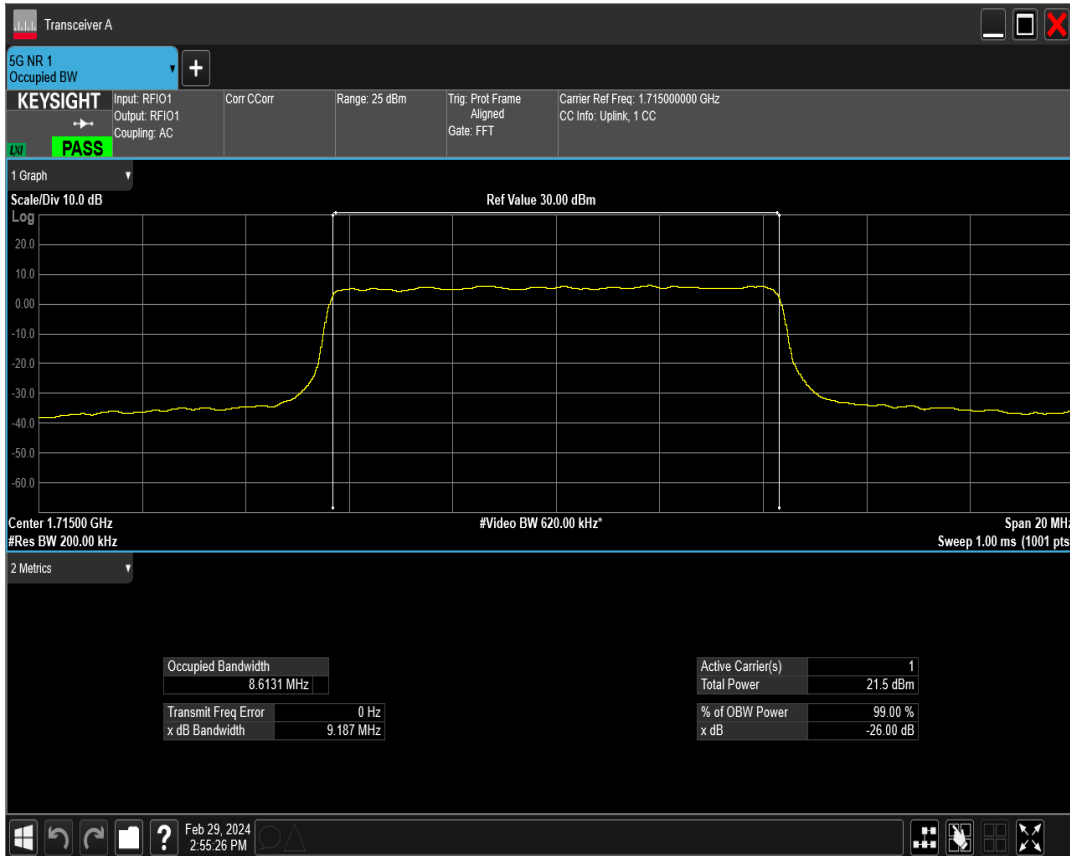 Transceiver A
5G NR 1
Occupied BW
KEYSIGHT
LXI
PASS
Input: RFIO1
Output: RFIO1
Coupling: AC
Corr CCorr
Range: 25 dBm
Trig: Prot Frame
Aligned
Gate: FFT
Carrier Ref Freq: 1.715000000 GHz
CC Info: Uplink, 1 CC
1 Graph
Scale/Div 10.0 dB
Ref Value 30.00 dBm
Log
20.0
10.0
0.00
-10.0
-20.0
-30.0
-40.0
-50.0
-60.0
Center 1.71500 GHz
#Video BW 620.00 kHz*
Span 20 MHz
#Res BW 200.00 kHz
Sweep 1.00 ms (1001 pts
2 Metrics
Occupied Bandwidth
8.6131 MHz
Transmit Freq Error 0 Hz
x dB Bandwidth 9.187 MHz
Active Carrier(s) 1
Total Power 21.5 dBm
% of OBW Power 99.00 %
x dB -26.00 dB
?
Feb 29, 2024
2:55:26 PM